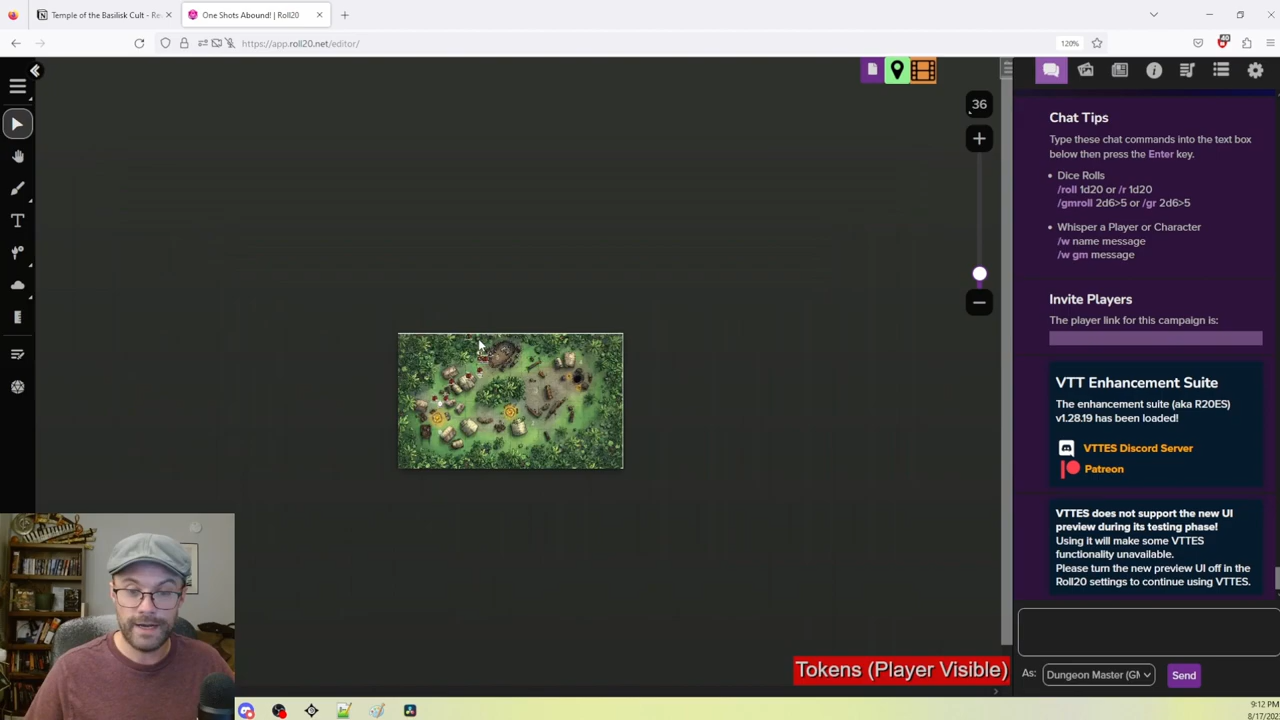 Temple of the Basilisk Cult - Re
One Shots Abound! | Roll20
https://app.roll20.net/editor/
120%
40
36
Chat Tips
Type these chat commands into the text box
below then press the Enter key.
Dice Rolls
/roll 1d20 or /r 1d20
/gmroll 2d6>5 or /gr 2d6>5
Whisper a Player or Character
/w name message
/w gm message
Invite Players
The player link for this campaign is:
VTT Enhancement Suite
The enhancement suite (aka R20ES)
v1.28.19 has been loaded!
VTTES Discord Server
Patreon
VTTES does not support the new UI
preview during its testing phase!
Using it will make some VTTES
functionality unavailable.
Please turn the new preview UI off in the
Roll20 settings to continue using VTTES.
Tokens (Player Visible)
As:
Dungeon Master (GM
Send
9:12 PM
8/17/202